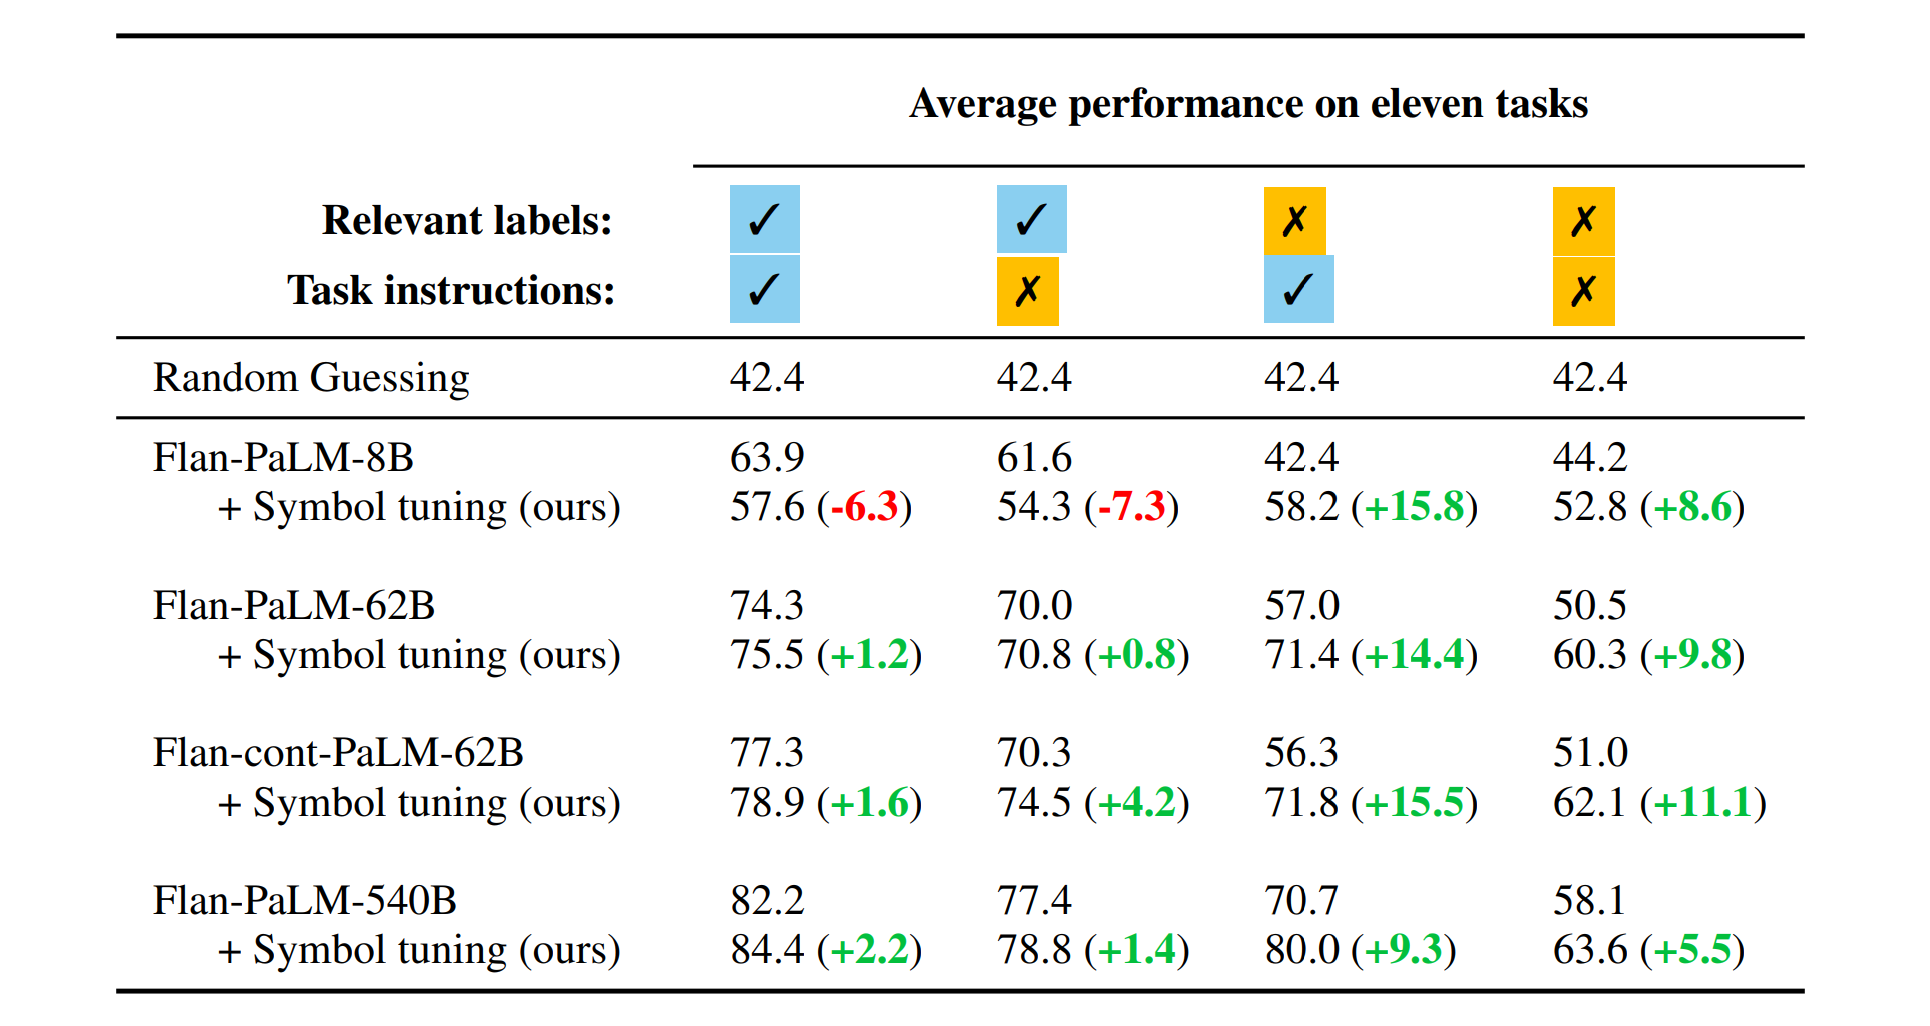 Average performance on eleven tasks
Relevant labels: ✓ ✓ ✗ ✗
Task instructions: ✓ ✗ ✓ ✗
Random Guessing 42.4 42.4 42.4 42.4
Flan-PaLM-8B 63.9 61.6 42.4 44.2
+ Symbol tuning (ours) 57.6 (-6.3) 54.3 (-7.3) 58.2 (+15.8) 52.8 (+8.6)
Flan-PaLM-62B 74.3 70.0 57.0 50.5
+ Symbol tuning (ours) 75.5 (+1.2) 70.8 (+0.8) 71.4 (+14.4) 60.3 (+9.8)
Flan-cont-PaLM-62B 77.3 70.3 56.3 51.0
+ Symbol tuning (ours) 78.9 (+1.6) 74.5 (+4.2) 71.8 (+15.5) 62.1 (+11.1)
Flan-PaLM-540B 82.2 77.4 70.7 58.1
+ Symbol tuning (ours) 84.4 (+2.2) 78.8 (+1.4) 80.0 (+9.3) 63.6 (+5.5)